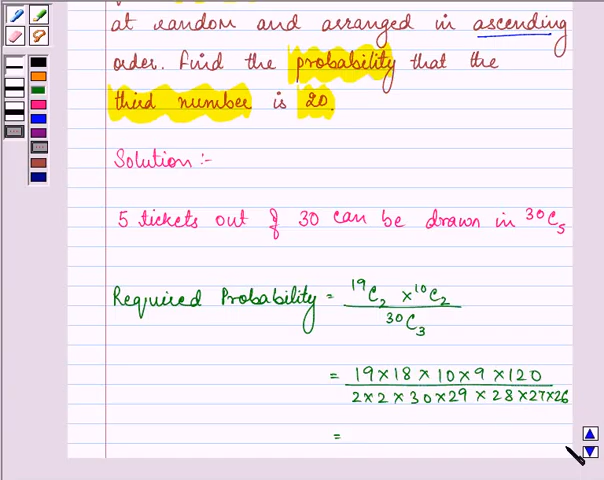 at random and arranged in ascending
order. Find the probability that the
third number is 20.
Solution :-
5 tickets out of 30 can be drawn in ³⁰C₅
Required Probability = ¹⁹C₂ × ¹⁰C₂ / ³⁰C₃
= 19×18×10×9×120 / 2×2×30×29×28×27×26
=